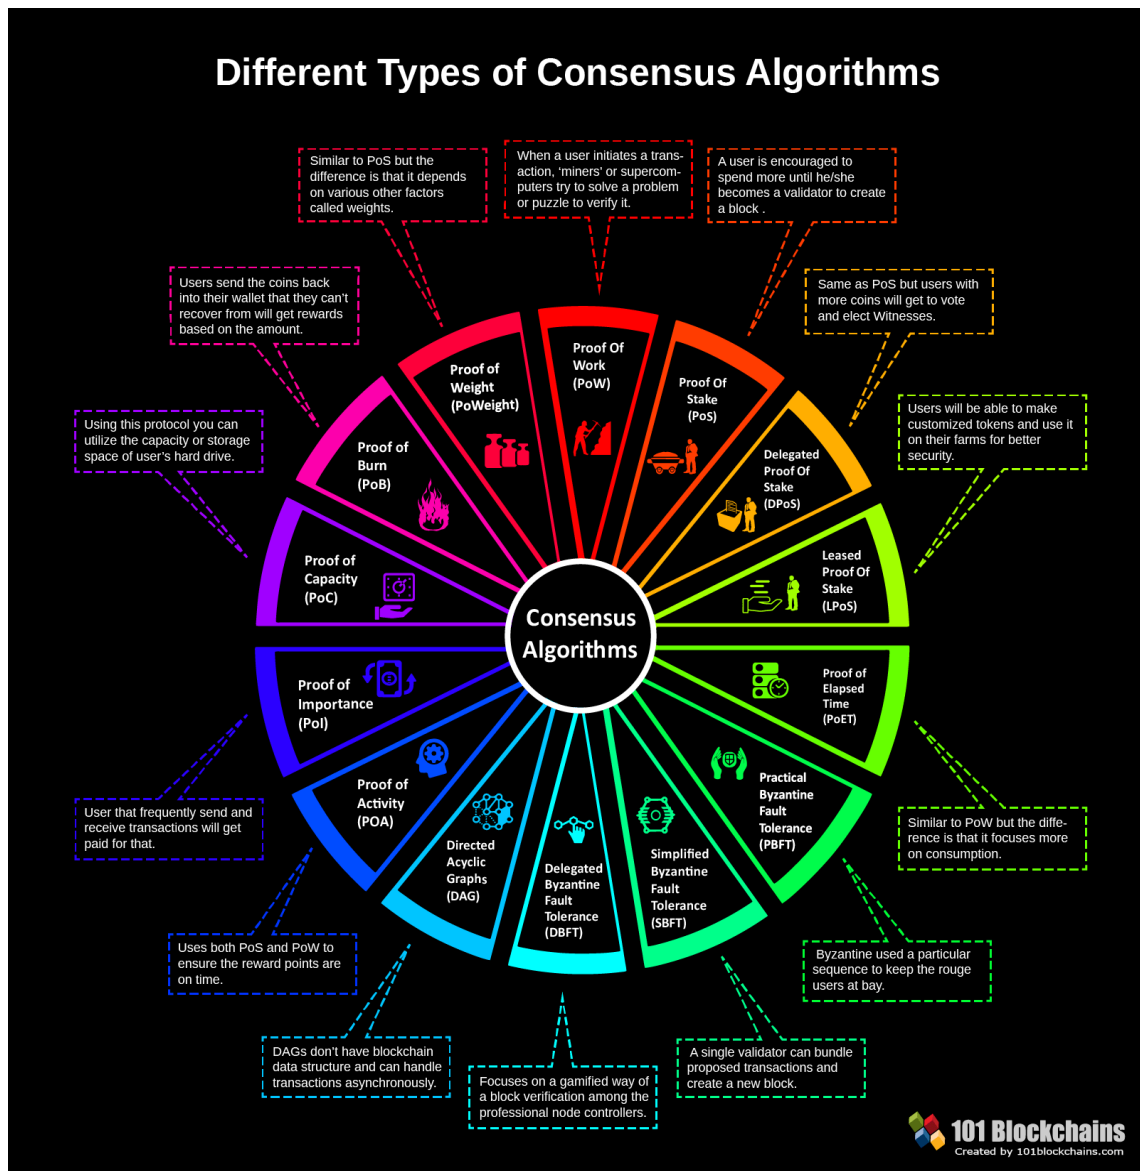 Different Types of Consensus Algorithms
Similar to PoS but the
difference is that it depends
on various other factors
called weights.
When a user initiates a trans-
action, ‘miners’ or supercom-
puters try to solve a problem
or puzzle to verify it.
A user is encouraged to
spend more until he/she
becomes a validator to create
a block .
Users send the coins back
into their wallet that they can’t
recover from will get rewards
based on the amount.
Same as PoS but users with
more coins will get to vote
and elect Witnesses.
Using this protocol you can
utilize the capacity or storage
space of user’s hard drive.
Users will be able to make
customized tokens and use it
on their farms for better
security.
Proof of
Weight
(PoWeight)
Proof Of
Work
(PoW)
Proof Of
Stake
(PoS)
Proof of
Burn
(PoB)
Delegated
Proof Of
Stake
(DPoS)
Proof of
Capacity
(PoC)
Leased
Proof Of
Stake
(LPoS)
Consensus
Algorithms
Proof of
Importance
(PoI)
Proof of
Elapsed
Time
(PoET)
Proof of
Activity
(POA)
Practical
Byzantine
Fault
Tolerance
(PBFT)
Directed
Acyclic
Graphs
(DAG)
Delegated
Byzantine
Fault
Tolerance
(DBFT)
Simplified
Byzantine
Fault
Tolerance
(SBFT)
User that frequently send and
receive transactions will get
paid for that.
Similar to PoW but the diffe-
rence is that it focuses more
on consumption.
Uses both PoS and PoW to
ensure the reward points are
on time.
Byzantine used a particular
sequence to keep the rouge
users at bay.
DAGs don’t have blockchain
data structure and can handle
transactions asynchronously.
Focuses on a gamified way of
a block verification among the
professional node controllers.
A single validator can bundle
proposed transactions and
create a new block.
101 Blockchains
Created by 101blockchains.com